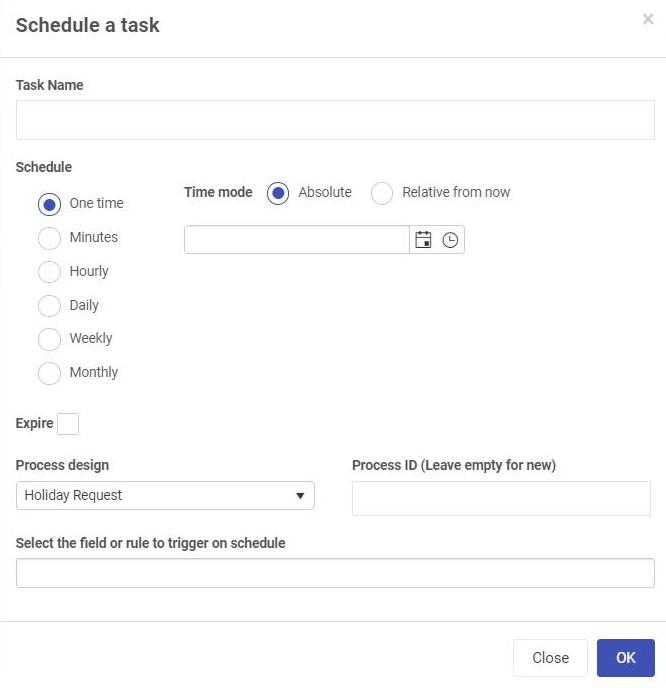 Schedule a task
×
Task Name
Schedule
One time
Minutes
Hourly
Daily
Weekly
Monthly
Time mode Absolute Relative from now
Expire
Process design
Holiday Request
Process ID (Leave empty for new)
Select the field or rule to trigger on schedule
Close OK